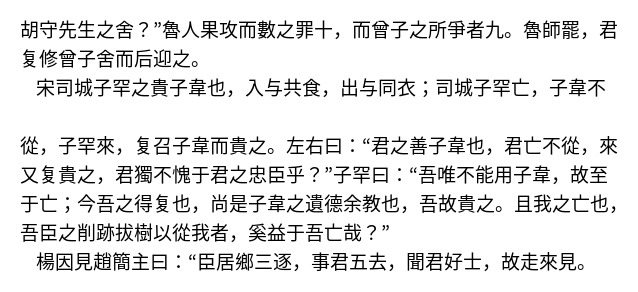 胡守先生之舍？”魯人果攻而數之罪十，而曾子之所爭者九。魯師罷，君
复修曾子舍而后迎之。
宋司城子罕之貴子韋也，入与共食，出与同衣；司城子罕亡，子韋不
從，子罕來，复召子韋而貴之。左右曰：“君之善子韋也，君亡不從，來
又复貴之，君獨不愧于君之忠臣乎？”子罕曰：“吾唯不能用子韋，故至
于亡；今吾之得复也，尚是子韋之遺德余教也，吾故貴之。且我之亡也，
吾臣之削跡拔樹以從我者，奚益于吾亡哉？”
楊因見趙簡主曰：“臣居鄉三逐，事君五去，聞君好士，故走來見。